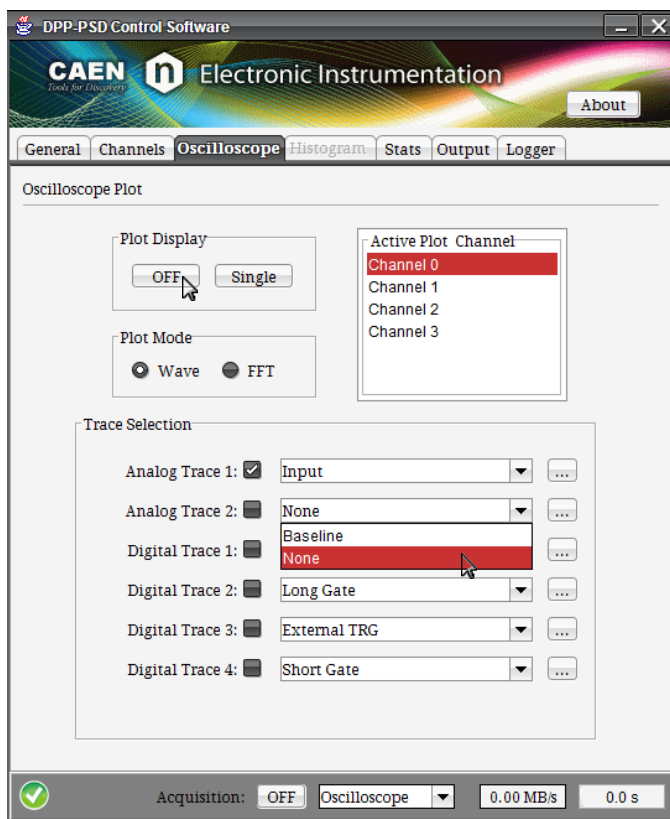 DPP-PSD Control Software
CAEN n Electronic Instrumentation
Tools for Discovery
About
General Channels Oscilloscope Histogram Stats Output Logger
Oscilloscope Plot
Plot Display
OFF Single
Plot Mode
Wave FFT
Active Plot Channel
Channel 0
Channel 1
Channel 2
Channel 3
Trace Selection
Analog Trace 1: Input ...
Analog Trace 2: None ...
Baseline
Digital Trace 1: ...
None
Digital Trace 2: Long Gate ...
Digital Trace 3: External TRG ...
Digital Trace 4: Short Gate ...
Acquisition: OFF Oscilloscope 0.00 MB/s 0.0 s